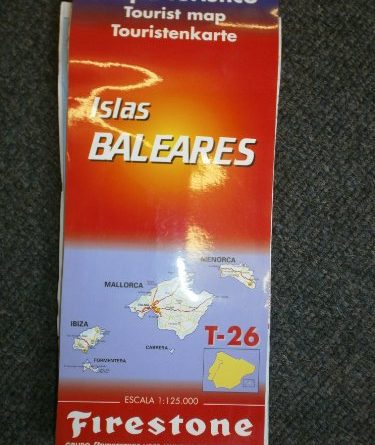 Tourist map
Touristenkarte
Islas
BALEARES
MENORCA
MALLORCA
IBIZA
FORMENTERA
CABRERA
T-26
ESCALA 1:125.000
Firestone